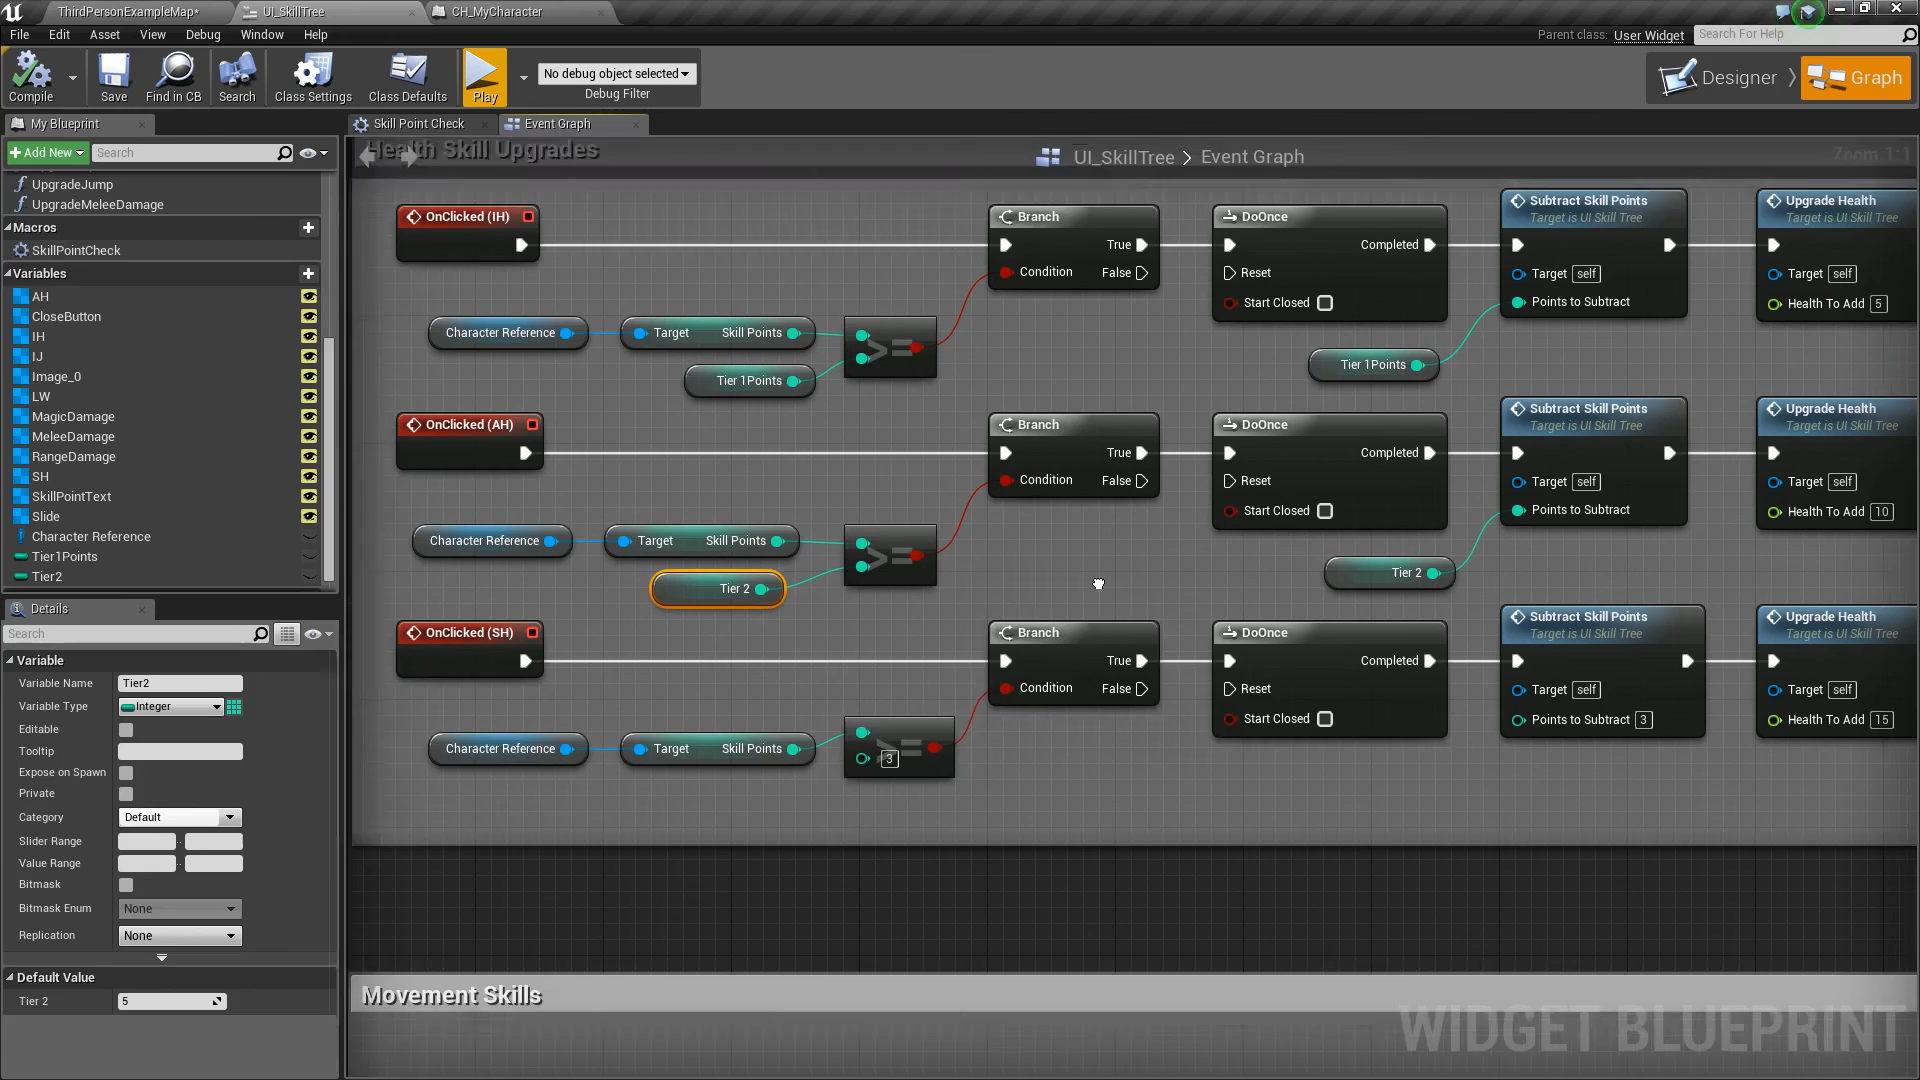 ThirdPersonExampleMap*
UI_SkillTree
CH_MyCharacter
File
Edit
Asset
View
Debug
Window
Help
Parent class:
User Widget
Search For Help
Compile
Save
Find in CB
Search
Class Settings
Class Defaults
Play
No debug object selected
Debug Filter
Designer
Graph
My Blueprint
Add New
Search
UpgradeJump
UpgradeMeleeDamage
Macros
SkillPointCheck
Variables
AH
CloseButton
IH
IJ
Image_0
LW
MagicDamage
MeleeDamage
RangeDamage
SH
SkillPointText
Slide
Character Reference
Tier1Points
Tier2
Details
Search
Variable
Variable Name
Tier2
Variable Type
Integer
Editable
Tooltip
Expose on Spawn
Private
Category
Default
Slider Range
Value Range
Bitmask
Bitmask Enum
None
Replication
None
Default Value
Tier 2
5
Skill Point Check
Event Graph
Health Skill Upgrades
UI_SkillTree > Event Graph
Zoom 1:1
OnClicked (IH)
Branch
True
Condition
False
DoOnce
Completed
Reset
Start Closed
Subtract Skill Points
Target is UI Skill Tree
Target self
Points to Subtract
Upgrade Health
Target is UI Skill Tree
Target self
Health To Add 5
Character Reference
Target
Skill Points
>=
Tier 1Points
Tier 1Points
OnClicked (AH)
Branch
True
Condition
False
DoOnce
Completed
Reset
Start Closed
Subtract Skill Points
Target is UI Skill Tree
Target self
Points to Subtract
Upgrade Health
Target is UI Skill Tree
Target self
Health To Add 10
Character Reference
Target
Skill Points
>=
Tier 2
Tier 2
OnClicked (SH)
Branch
True
Condition
False
DoOnce
Completed
Reset
Start Closed
Subtract Skill Points
Target is UI Skill Tree
Target self
Points to Subtract 3
Upgrade Health
Target is UI Skill Tree
Target self
Health To Add 15
Character Reference
Target
Skill Points
>=
3
Movement Skills
WIDGET BLUEPRINT